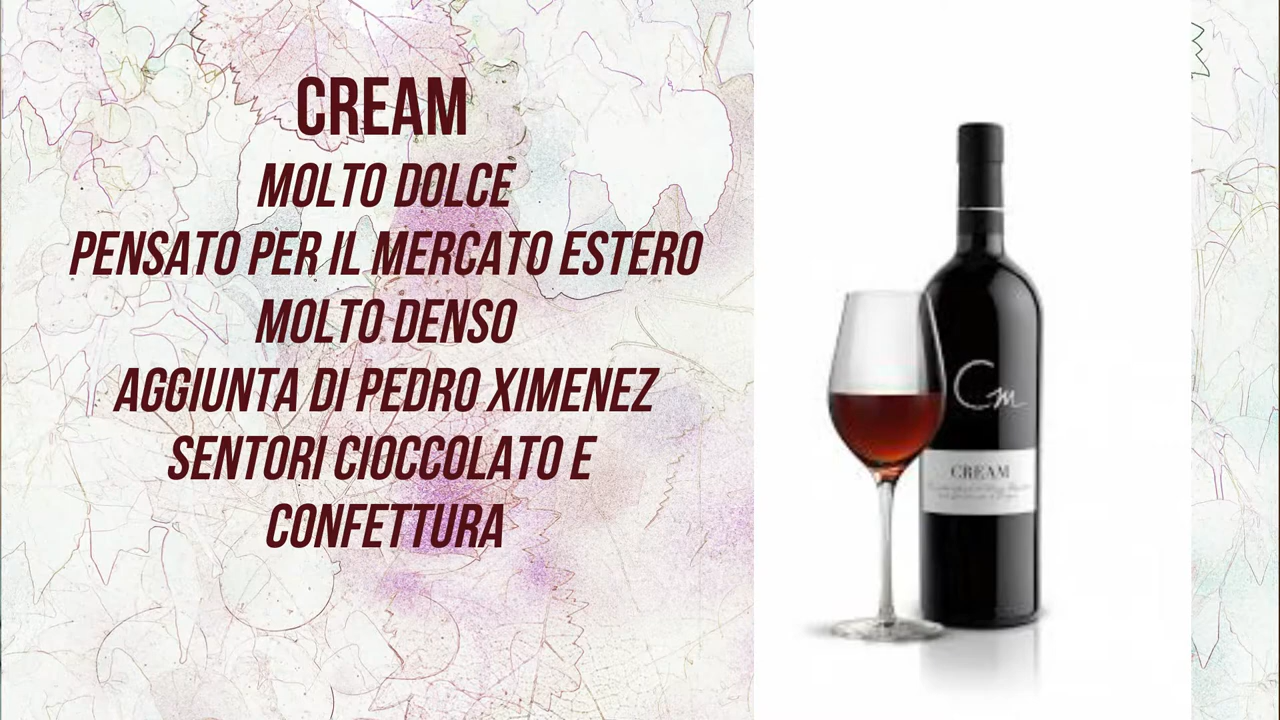 CREAM
MOLTO DOLCE
PENSATO PER IL MERCATO ESTERO
MOLTO DENSO
AGGIUNTA DI PEDRO XIMENEZ
SENTORI CIOCCOLATO E
CONFETTURA
Cm
CREAM